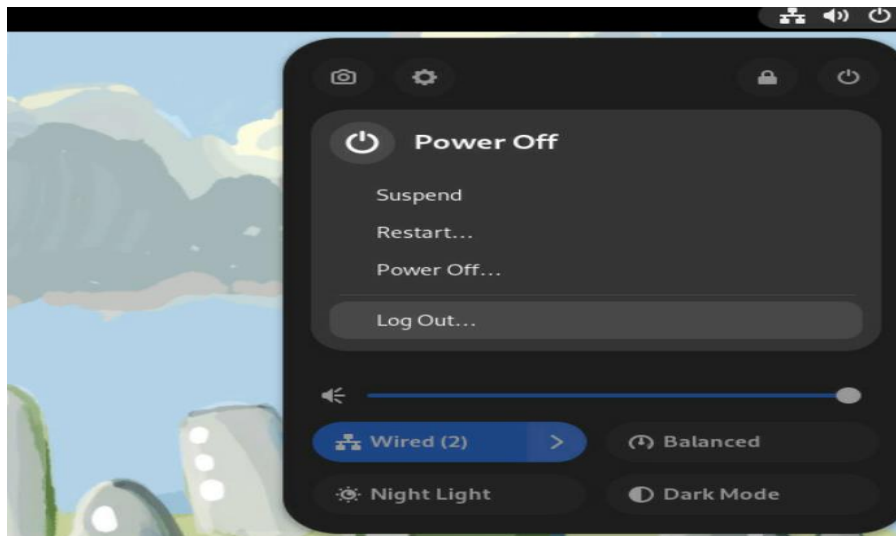 Power Off
Suspend
Restart...
Power Off...
Log Out...
Wired (2)
Balanced
Night Light
Dark Mode